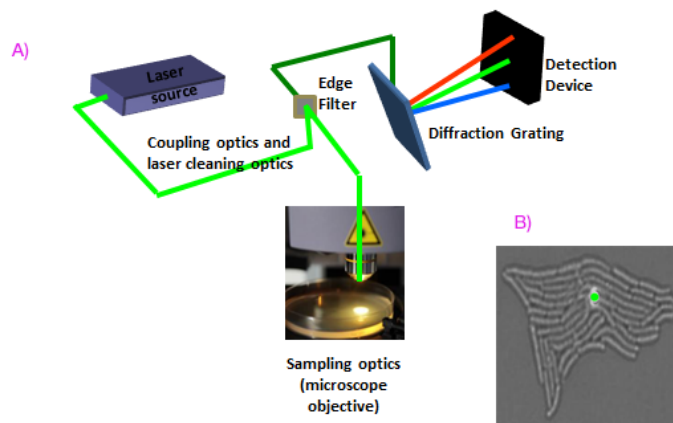 A)
Laser
source
Edge
Filter
Detection
Device
Coupling optics and
laser cleaning optics
Diffraction Grating
B)
Sampling optics
(microscope
objective)